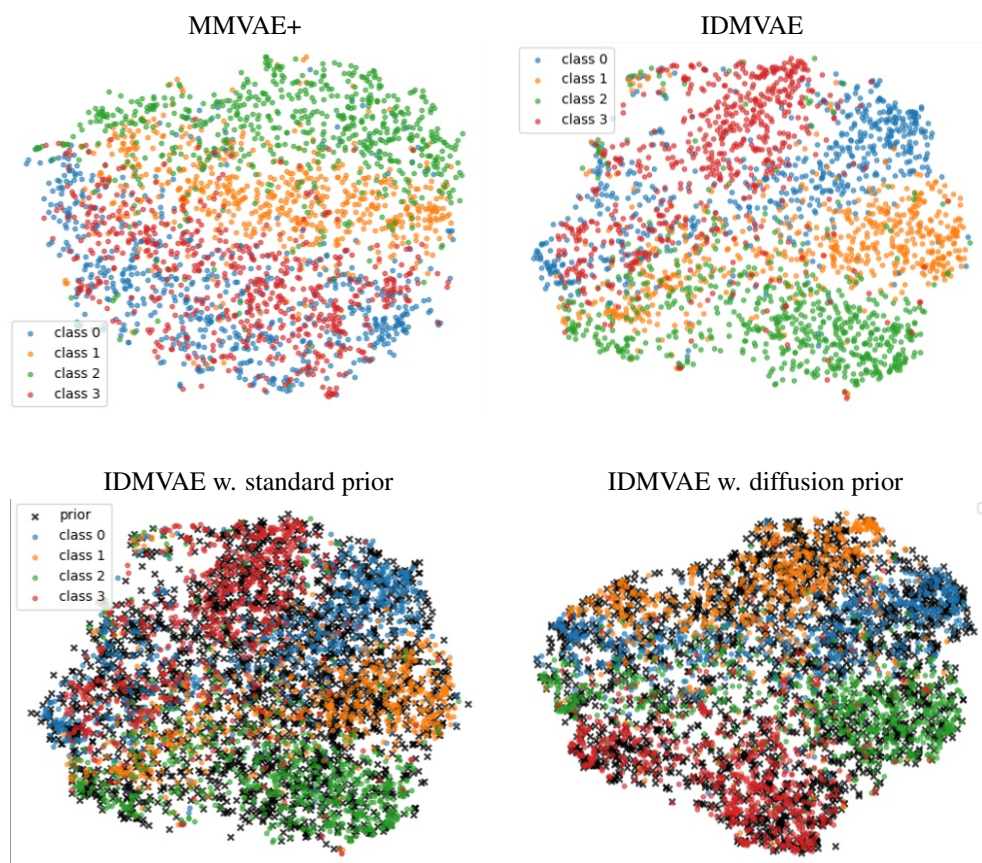 MMVAE+
IDMVAE
class 0
class 1
class 2
class 3
class 0
class 1
class 2
class 3
IDMVAE w. standard prior
IDMVAE w. diffusion prior
prior
class 0
class 1
class 2
class 3